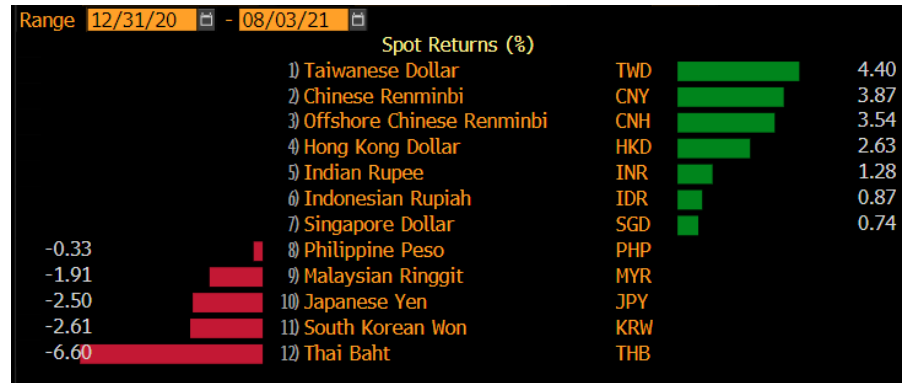 Range 12/31/20 - 08/03/21
Spot Returns (%)
1) Taiwanese Dollar TWD 4.40
2) Chinese Renminbi CNY 3.87
3) Offshore Chinese Renminbi CNH 3.54
4) Hong Kong Dollar HKD 2.63
5) Indian Rupee INR 1.28
6) Indonesian Rupiah IDR 0.87
7) Singapore Dollar SGD 0.74
-0.33 8) Philippine Peso PHP
-1.91 9) Malaysian Ringgit MYR
-2.50 10) Japanese Yen JPY
-2.61 11) South Korean Won KRW
-6.60 12) Thai Baht THB